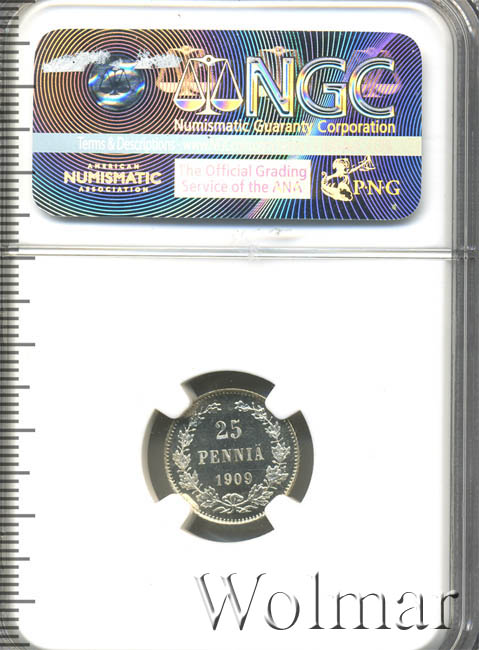 NGC
Numismatic Guaranty Corporation
Terms & Descriptions
AMERICAN
NUMISMATIC
ASSOCIATION
The Official Grading
Service of the ANA
PNG
25
PENNIÄ
1909
Wolmar